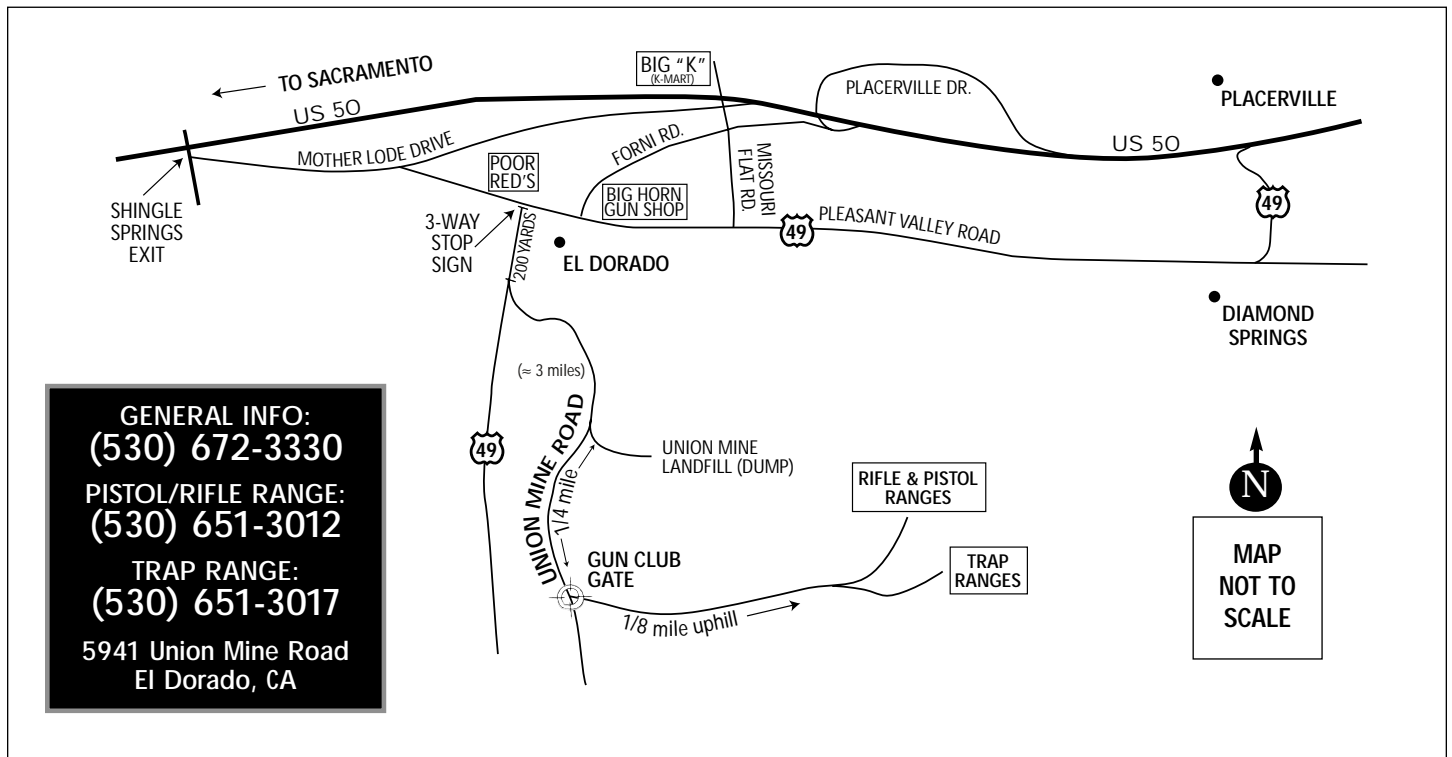 TO SACRAMENTO
US 50
BIG “K”
(K-MART)
PLACERVILLE DR.
PLACERVILLE
US 50
MOTHER LODE DRIVE
FORNI RD.
MISSOURI
FLAT RD.
POOR
RED'S
BIG HORN
GUN SHOP
SHINGLE
SPRINGS
EXIT
3-WAY
STOP
SIGN
200 YARDS
EL DORADO
49
PLEASANT VALLEY ROAD
49
DIAMOND
SPRINGS
(≈ 3 miles)
49
UNION MINE ROAD
1/4 mile
UNION MINE
LANDFILL (DUMP)
RIFLE & PISTOL
RANGES
TRAP
RANGES
GUN CLUB
GATE
1/8 mile uphill
GENERAL INFO:
(530) 672-3330
PISTOL/RIFLE RANGE:
(530) 651-3012
TRAP RANGE:
(530) 651-3017
5941 Union Mine Road
El Dorado, CA
N
MAP
NOT TO
SCALE